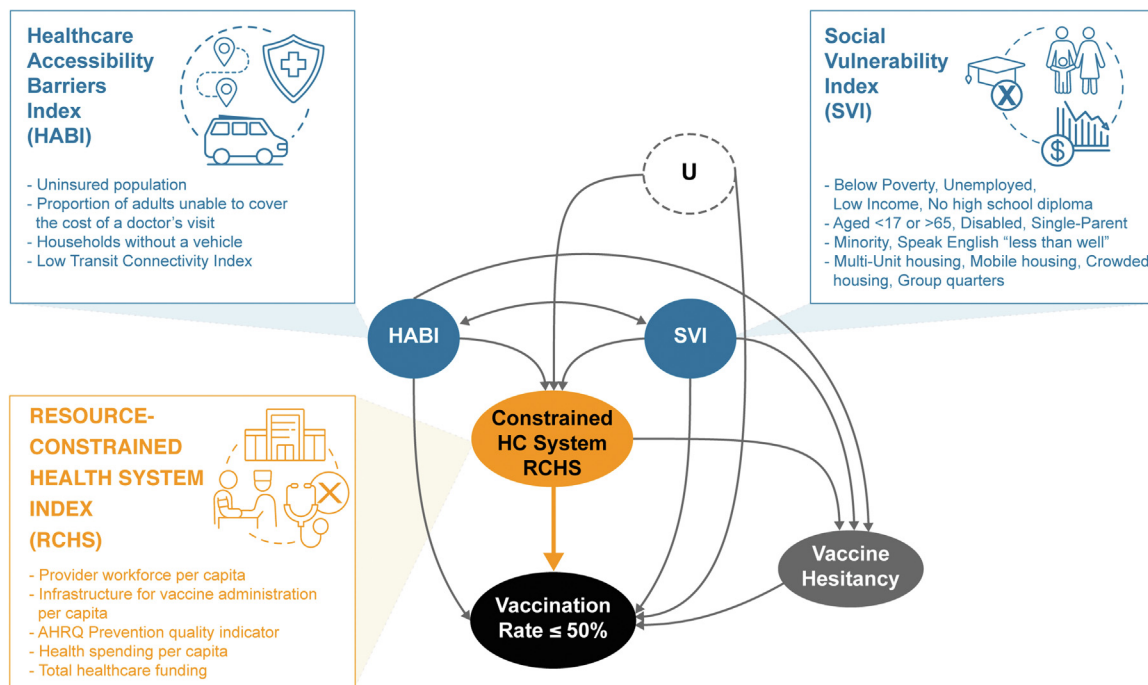 Healthcare
Accessibility
Barriers
Index
(HABI)
- Uninsured population
- Proportion of adults unable to cover
the cost of a doctor's visit
- Households without a vehicle
- Low Transit Connectivity Index
Social
Vulnerability
Index
(SVI)
X
$
- Below Poverty, Unemployed,
Low Income, No high school diploma
- Aged <17 or >65, Disabled, Single-Parent
- Minority, Speak English "less than well"
- Multi-Unit housing, Mobile housing, Crowded
housing, Group quarters
U
HABI
SVI
RESOURCE-
CONSTRAINED
HEALTH SYSTEM
INDEX
(RCHS)
- Provider workforce per capita
- Infrastructure for vaccine administration
per capita
- AHRQ Prevention quality indicator
- Health spending per capita
- Total healthcare funding
Constrained
HC System
RCHS
Vaccine
Hesitancy
Vaccination
Rate ≤ 50%